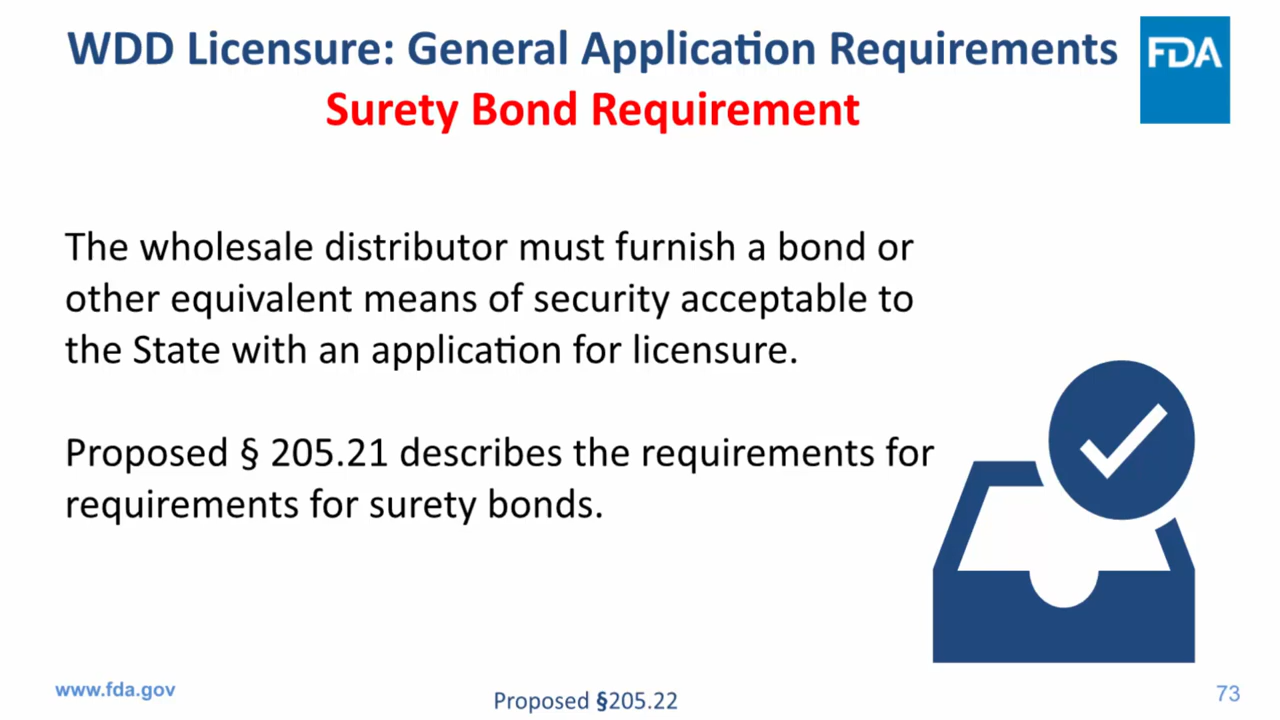 WDD Licensure: General Application Requirements
Surety Bond Requirement
FDA
The wholesale distributor must furnish a bond or
other equivalent means of security acceptable to
the State with an application for licensure.
Proposed § 205.21 describes the requirements for
requirements for surety bonds.
www.fda.gov
Proposed §205.22
73